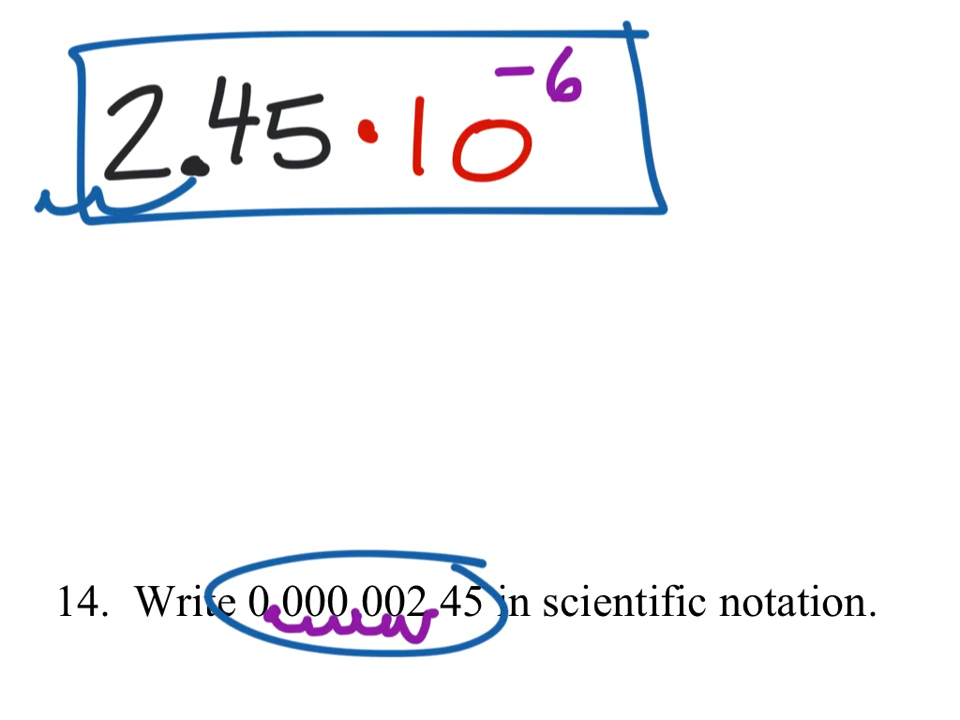 2.45 · 10⁻⁶
14. Write 0.000 002 45 in scientific notation.